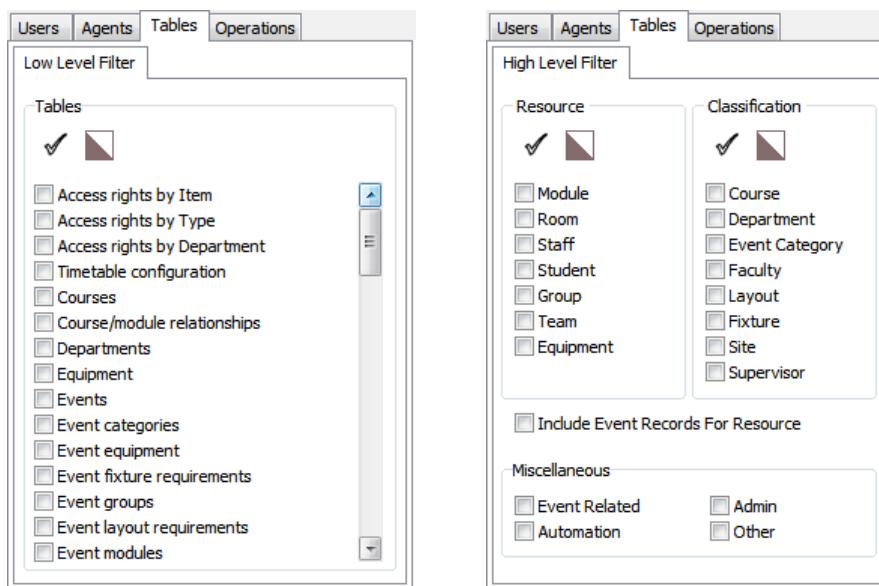 Users Agents Tables Operations
Low Level Filter
Tables
Access rights by Item
Access rights by Type
Access rights by Department
Timetable configuration
Courses
Course/module relationships
Departments
Equipment
Events
Event categories
Event equipment
Event fixture requirements
Event groups
Event layout requirements
Event modules
Users Agents Tables Operations
High Level Filter
Resource
Module
Room
Staff
Student
Group
Team
Equipment
Classification
Course
Department
Event Category
Faculty
Layout
Fixture
Site
Supervisor
Include Event Records For Resource
Miscellaneous
Event Related Admin
Automation Other